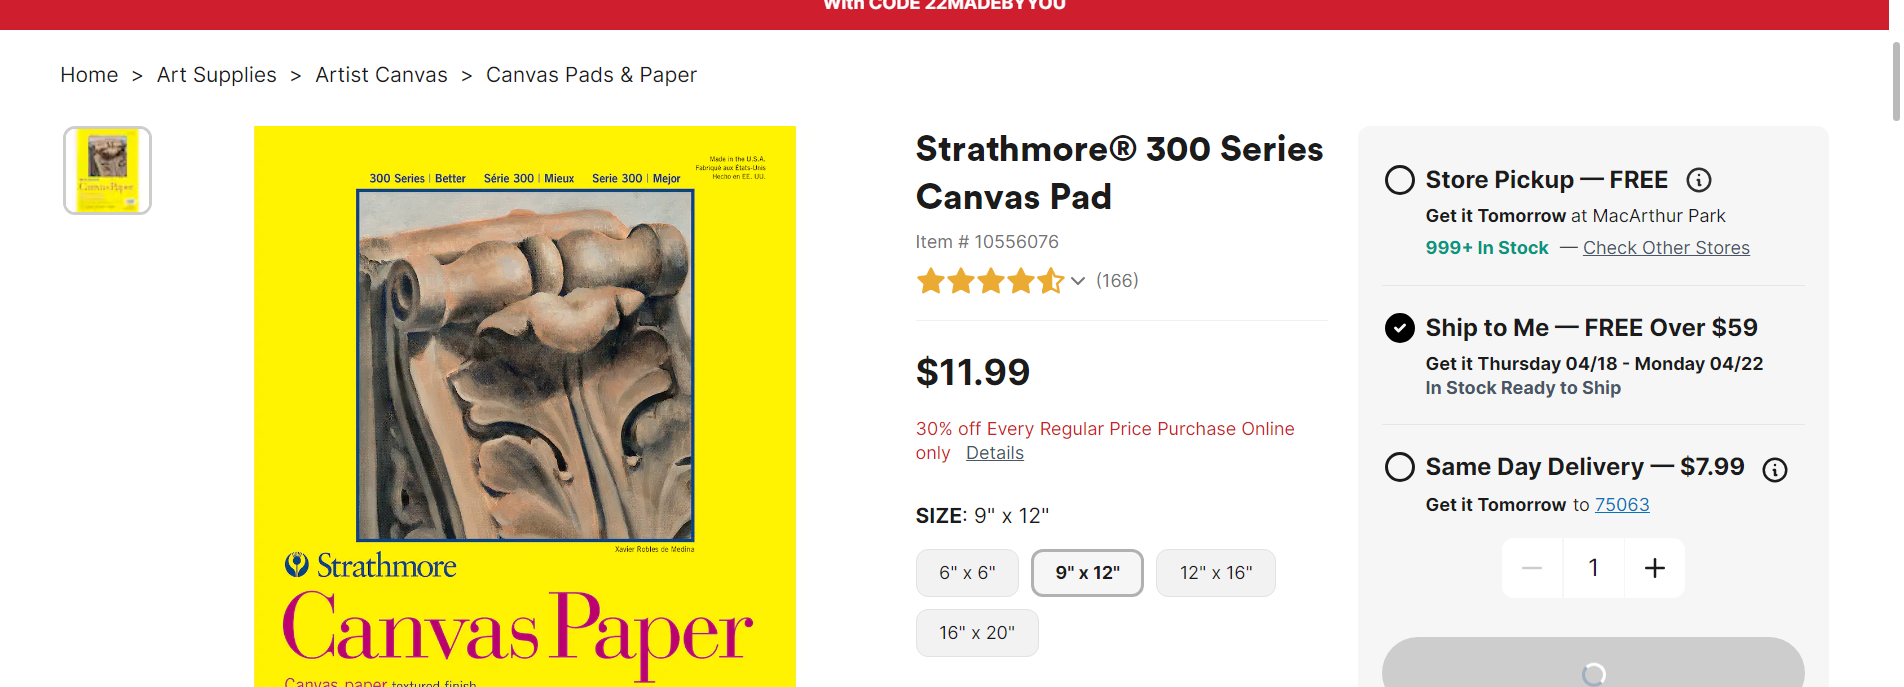 With CODE 22MADEBYYOU
Home > Art Supplies > Artist Canvas > Canvas Pads & Paper
Made in the U.S.A.
Fabriqué aux États-Unis
Hecho en EE. UU.
300 Series | Better Série 300 | Mieux Serie 300 | Mejor
Xavier Robles de Medina
Strathmore
Canvas Paper
Canvas paper textured finish
Strathmore® 300 Series
Canvas Pad
Item # 10556076
(166)
$11.99
30% off Every Regular Price Purchase Online
only Details
SIZE: 9" x 12"
6" x 6" 9" x 12" 12" x 16"
16" x 20"
Store Pickup — FREE
Get it Tomorrow at MacArthur Park
999+ In Stock — Check Other Stores
Ship to Me — FREE Over $59
Get it Thursday 04/18 - Monday 04/22
In Stock Ready to Ship
Same Day Delivery — $7.99
Get it Tomorrow to 75063
— 1 +